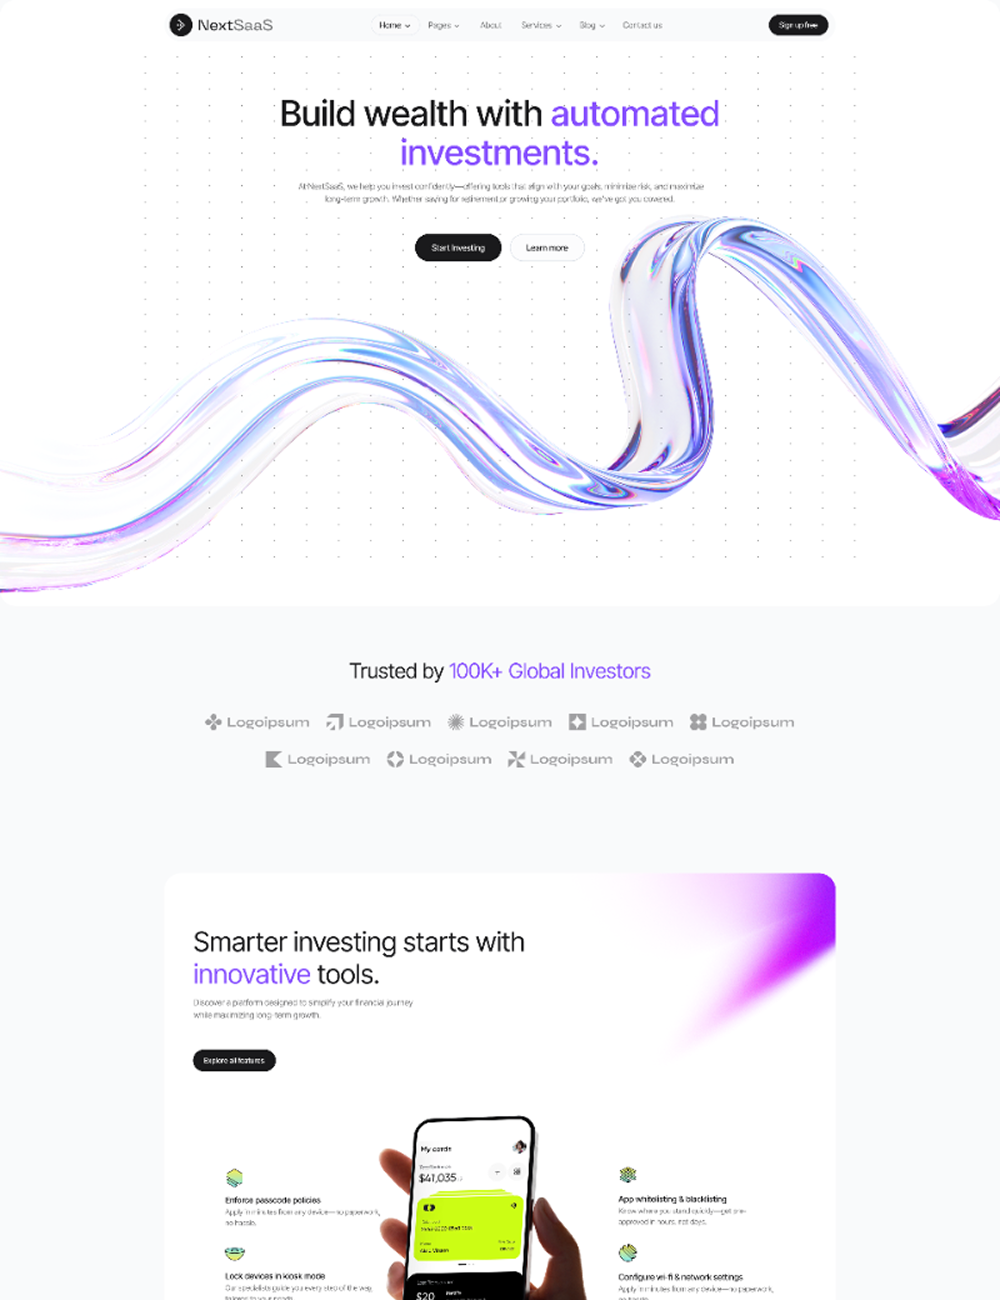 NextSaaS
Home Pages About Services Blog Contact us
Sign up free
Build wealth with automated
investments.
At NextSaaS, we help you invest confidently—offering tools that align with your goals, minimize risk, and maximize
long-term growth. Whether saving for retirement or growing your portfolio, we've got you covered.
Start Investing Learn more
Trusted by 100K+ Global Investors
Logoipsum Logoipsum Logoipsum Logoipsum Logoipsum
Logoipsum Logoipsum Logoipsum Logoipsum
Smarter investing starts with
innovative tools.
Discover a platform designed to simplify your financial journey
while maximizing long-term growth.
Explore all features
My cards
$41,035
$20
Enforce passcode policies
Apply in minutes from any device—no paperwork,
no hassle.
Lock devices in kiosk mode
Our specialists guide you every step of the way,
tailored to your needs.
App whitelisting & blacklisting
Know where you stand quickly—get pre-
approved in hours, not days.
Configure wi-fi & network settings
Apply in minutes from any device—no paperwork,
no hassle.